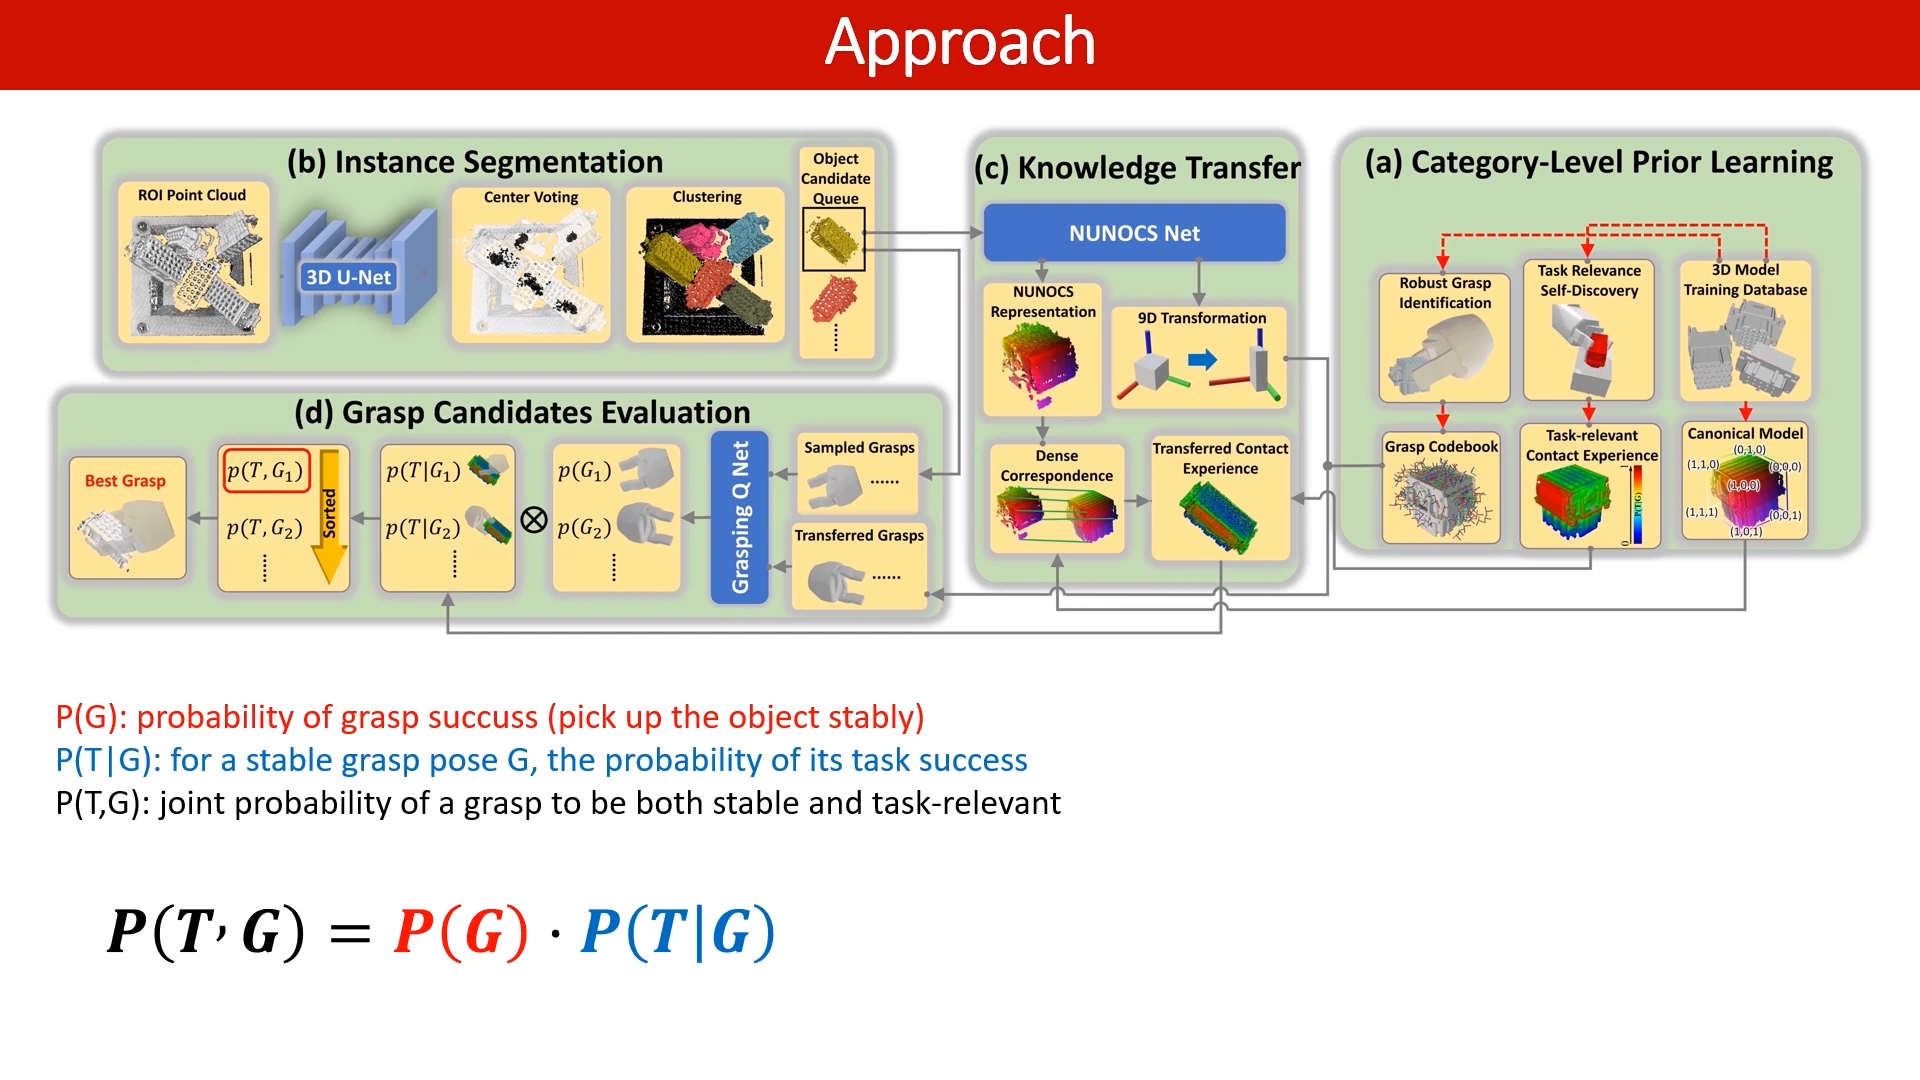 Approach
(b) Instance Segmentation
ROI Point Cloud
3D U-Net
Center Voting
Clustering
Object
Candidate
Queue
(c) Knowledge Transfer
NUNOCS Net
NUNOCS
Representation
9D Transformation
Dense
Correspondence
Transferred Contact
Experience
(a) Category-Level Prior Learning
Robust Grasp
Identification
Task Relevance
Self-Discovery
3D Model
Training Database
Grasp Codebook
Task-relevant
Contact Experience
1
P(T|G)
0
Canonical Model
(0,1,0)
(1,1,0)
(0,0,0)
(1,0,0)
(1,1,1)
(0,0,1)
(1,0,1)
(d) Grasp Candidates Evaluation
Best Grasp
p(T,G₁)
p(T,G₂)
Sorted
p(T|G₁)
p(T|G₂)
⊗
p(G₁)
p(G₂)
Grasping Q Net
Sampled Grasps
......
Transferred Grasps
......
P(G): probability of grasp succuss (pick up the object stably)
P(T|G): for a stable grasp pose G, the probability of its task success
P(T,G): joint probability of a grasp to be both stable and task-relevant
P(T, G) = P(G) · P(T|G)